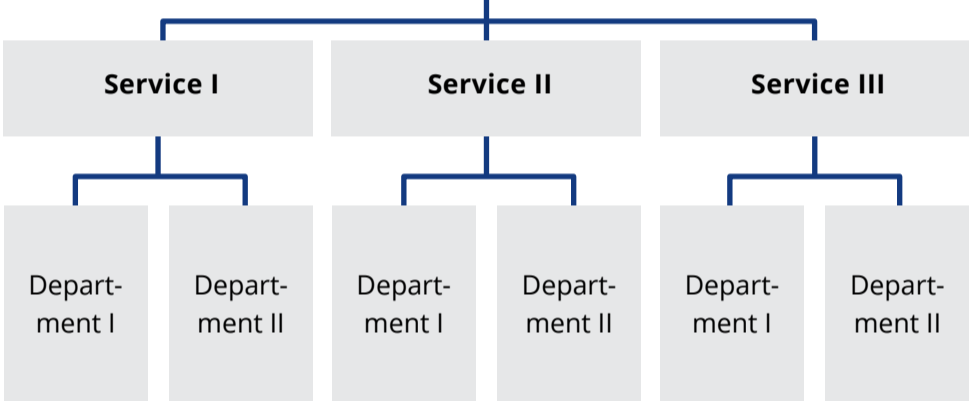 Service I
Service II
Service III
Depart-
ment I
Depart-
ment II
Depart-
ment I
Depart-
ment II
Depart-
ment I
Depart-
ment II